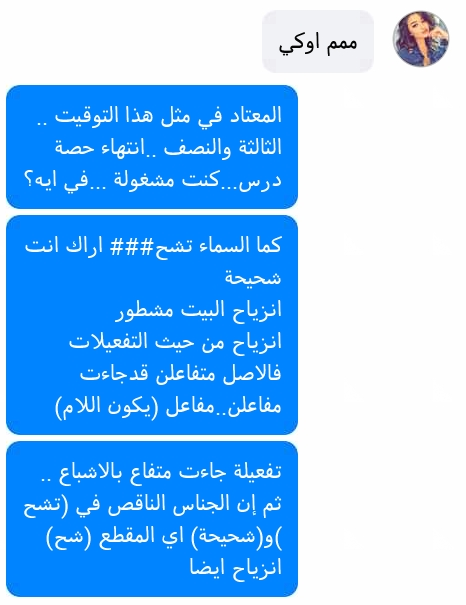 ممم اوكي
المعتاد في مثل هذا التوقيت ..
الثالثة والنصف ..انتهاء حصة
درس...كنت مشغولة ...في ايه؟
كما السماء تشح### اراك انت
شحيحة
انزياح البيت مشطور
انزياح من حيث التفعيلات
فالاصل متفاعلن قدجاءت
مفاعلن..مفاعل (يكون اللام)
تفعيلة جاءت متفاع بالاشباع ..
ثم إن الجناس الناقص في (تشح
)و(شحيحة) اي المقطع (شح)
انزياح ايضا